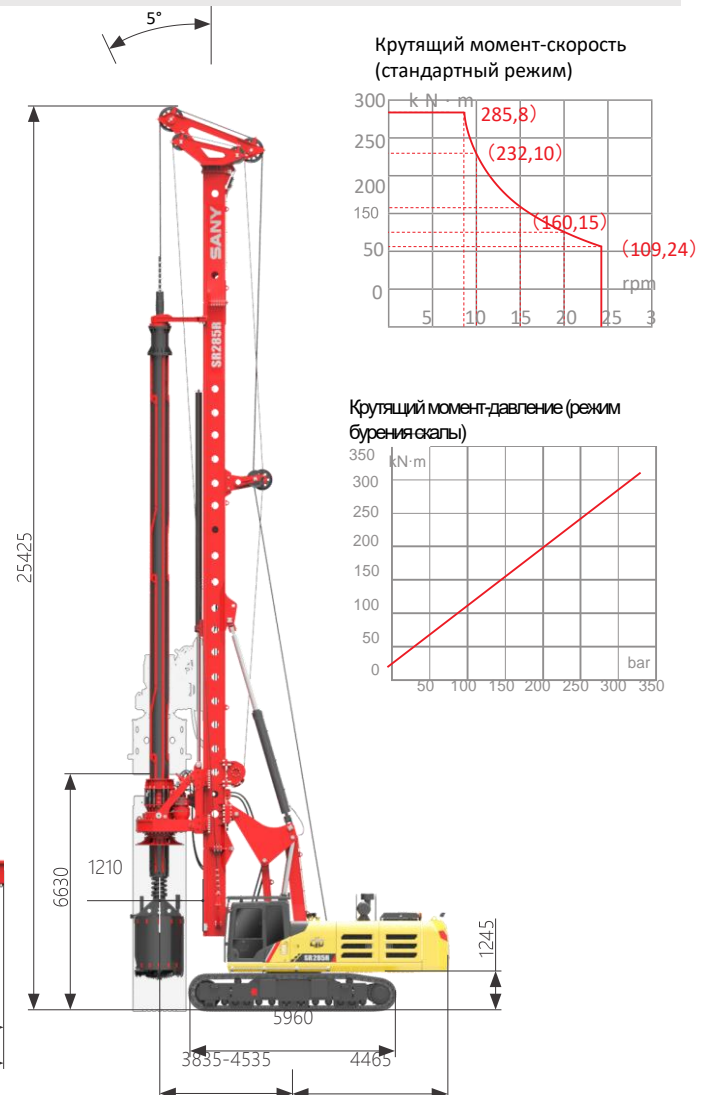 5°
Крутящий момент-скорость
(стандартный режим)
k N · m
300
250
200
150
50
0
285,8)
(232,10)
(160,15)
(109,24)
rpm
5 10 15 20 25 3
SANY
SR285R
Крутящий момент-давление (режим
бурения скалы)
kN·m
350
300
250
200
150
100
50
0
bar
50 100 150 200 250 300 350
25425
6630
1210
SR285R
1245
5960
3835-4535 4465